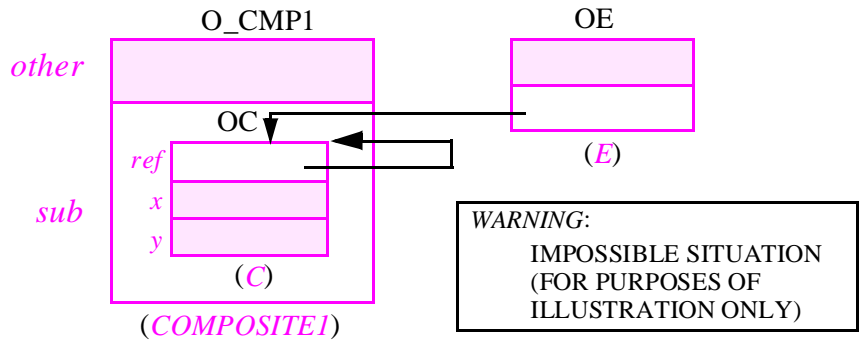 O_CMP1
OE
other
OC
ref
(E)
sub
x
y
(C)
(COMPOSITE1)
WARNING:
IMPOSSIBLE SITUATION
(FOR PURPOSES OF
ILLUSTRATION ONLY)